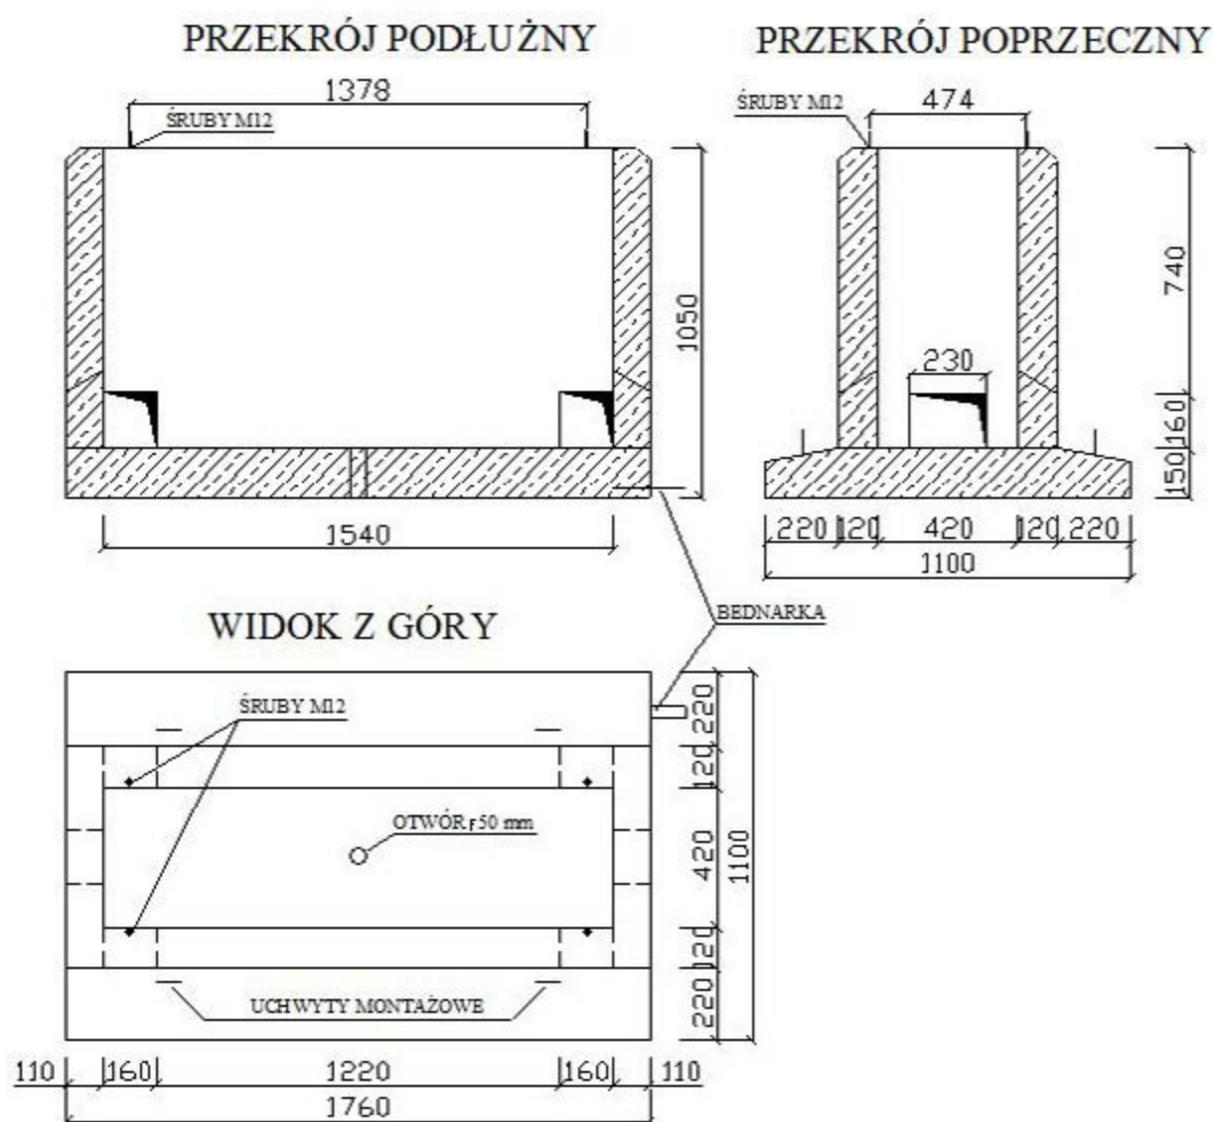 PRZEKRÓJ PODŁUŻNY
1378
ŚRUBY M12
1050
1540
PRZEKRÓJ POPRZECZNY
ŚRUBY M12
474
740
230
160
150
220 120 420 120 220
1100
BEDNARKA
WIDOK Z GÓRY
ŚRUBY M12
OTWÓR ɼ50 mm
UCHWYTY MONTAŻOWE
220
120
420
120
220
1100
110 160 1220 160 110
1760